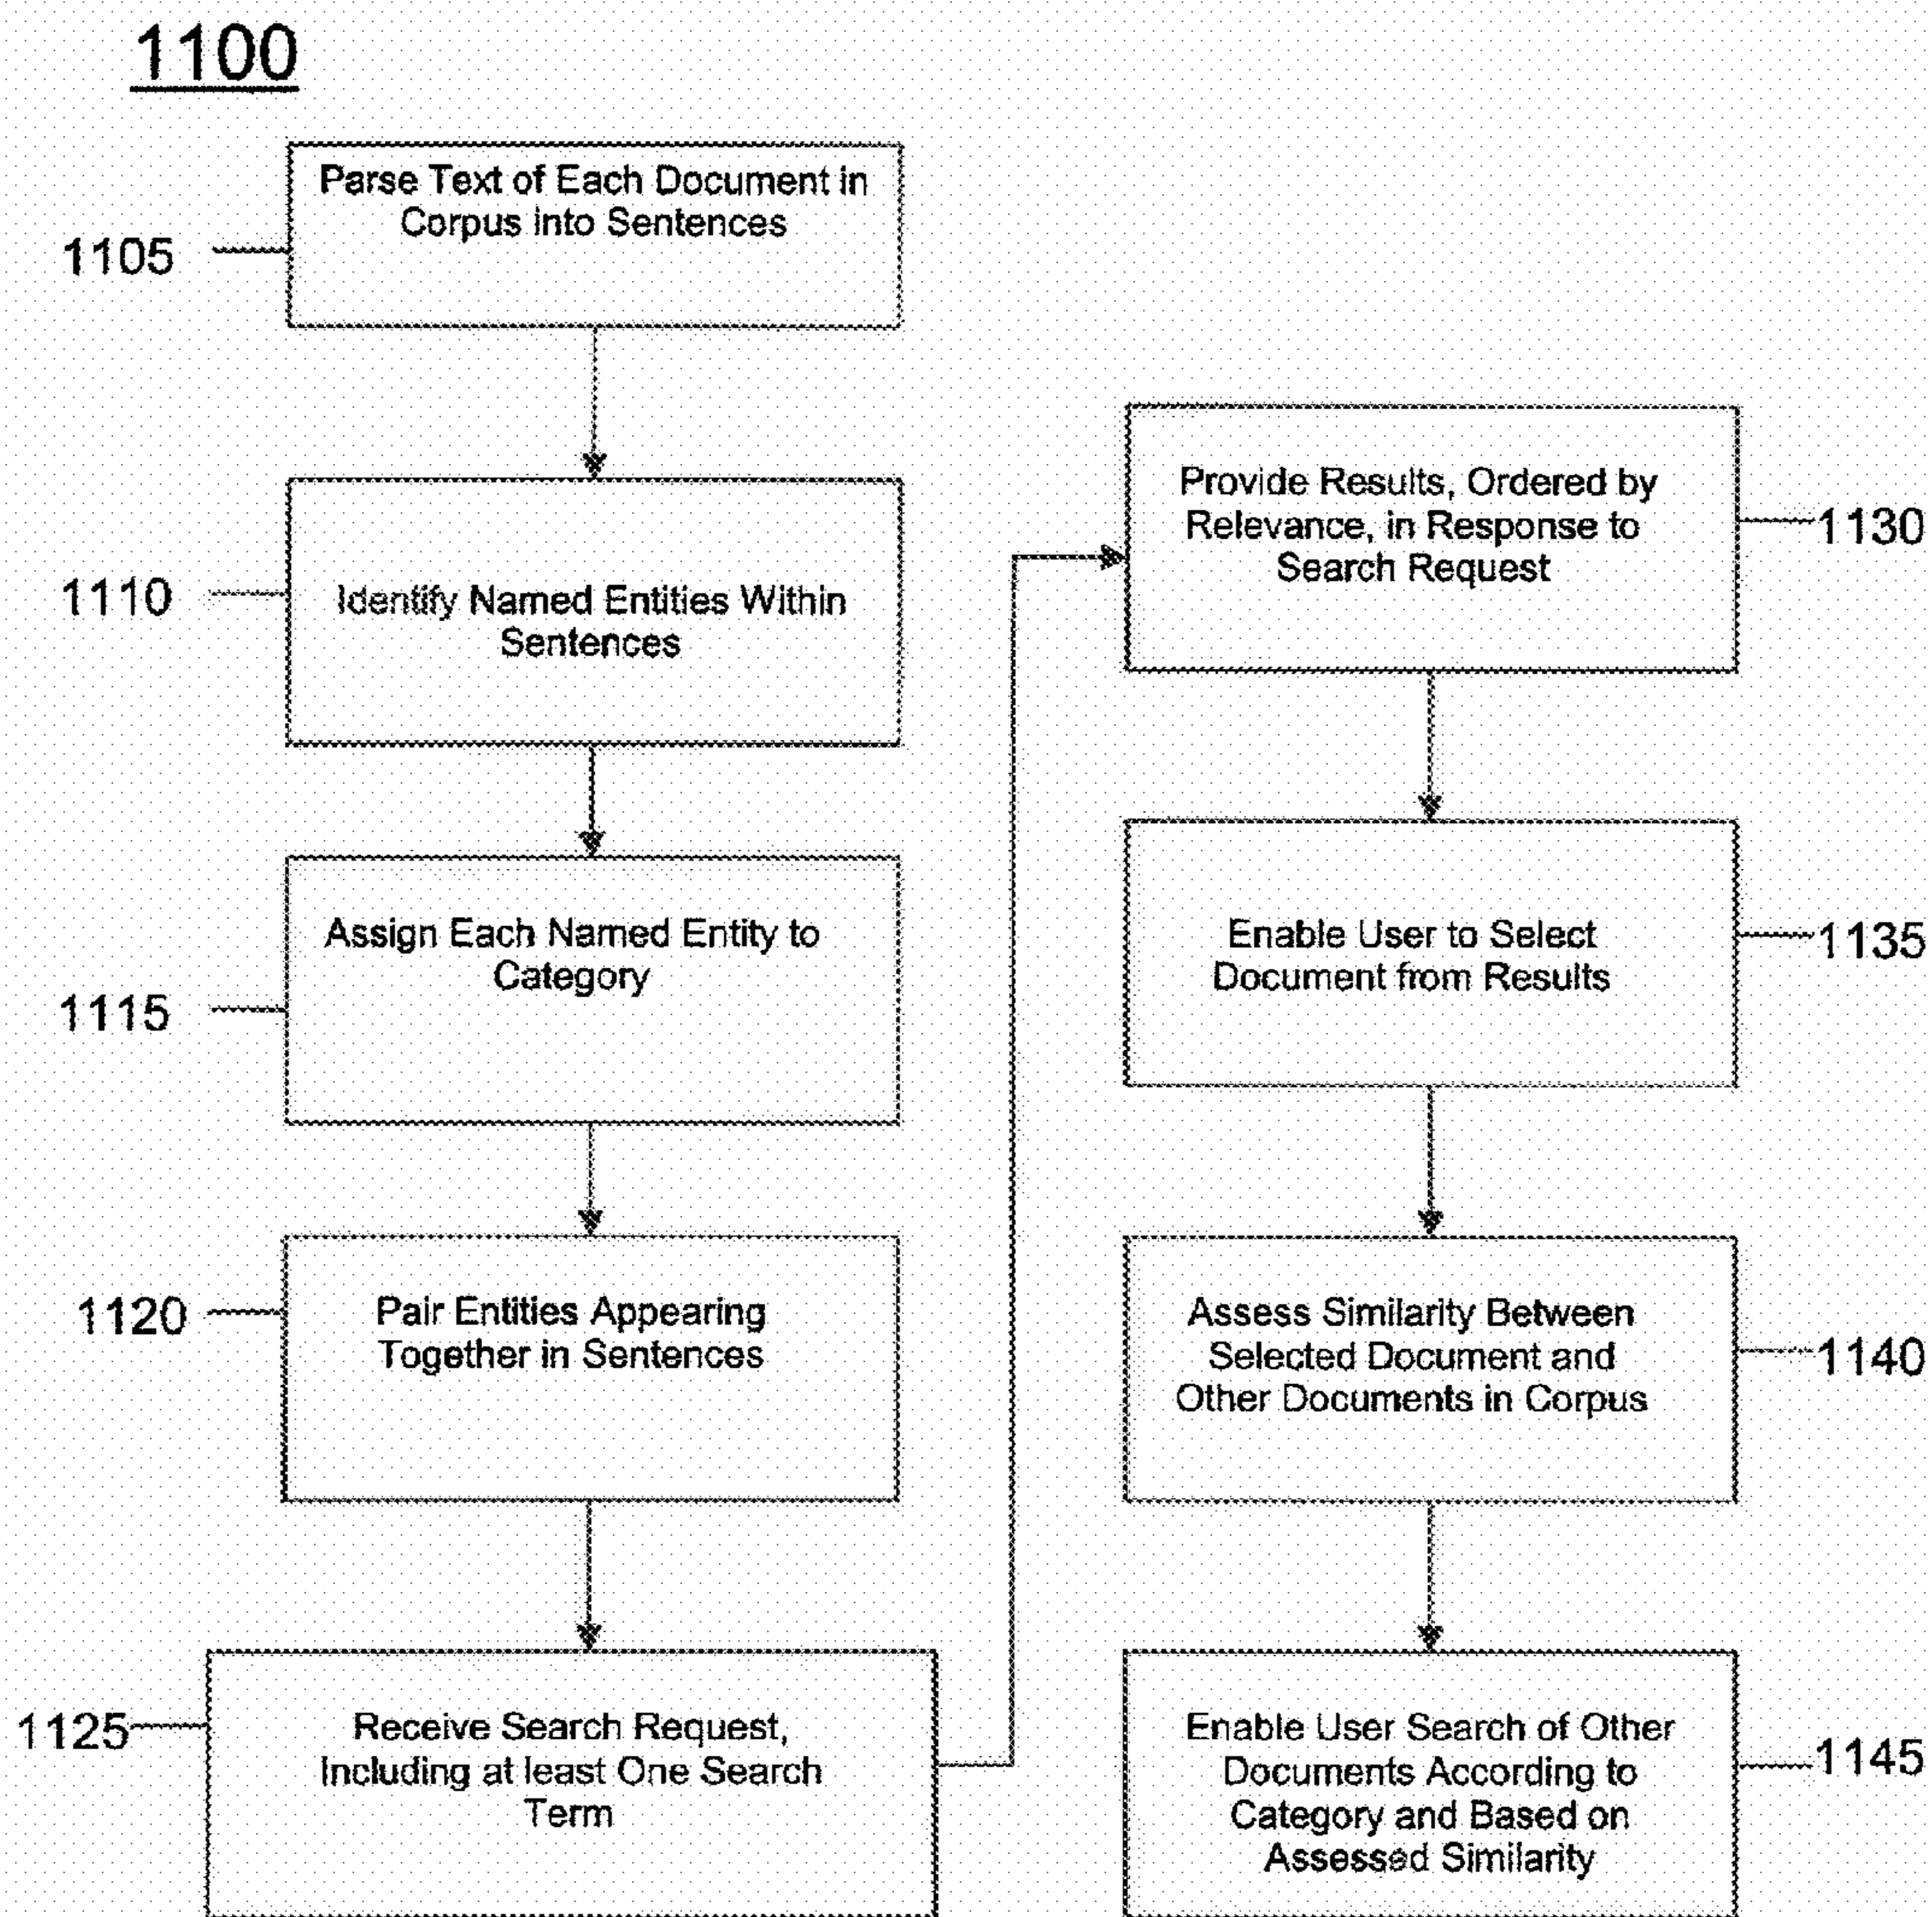 1100
Parse Text of Each Document in
Corpus into Sentences
1105
Identify Named Entities Within
Sentences
1110
Assign Each Named Entity to
Category
1115
Pair Entities Appearing
Together in Sentences
1120
Receive Search Request,
Including at least One Search
Term
1125
Provide Results, Ordered by
Relevance, in Response to
Search Request
1130
Enable User to Select
Document from Results
1135
Assess Similarity Between
Selected Document and
Other Documents in Corpus
1140
Enable User Search of Other
Documents According to
Category and Based on
Assessed Similarity
1145